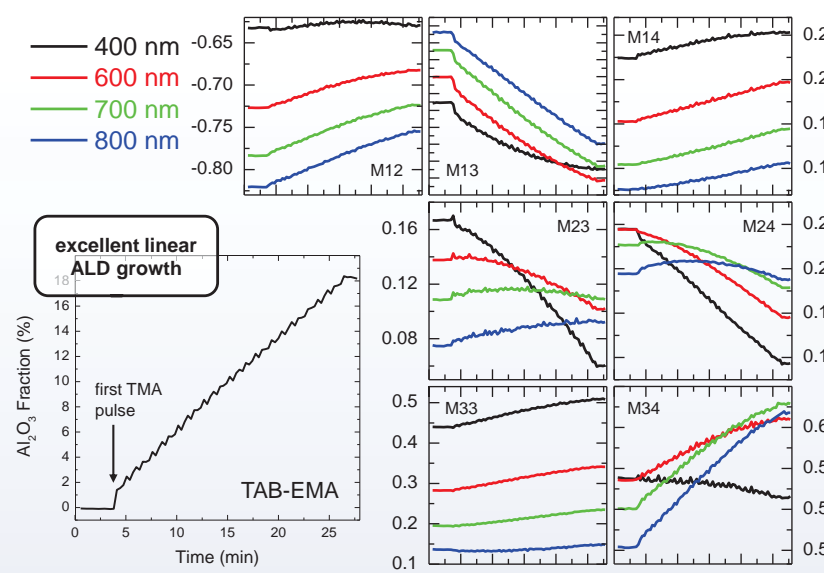 400 nm
600 nm
700 nm
800 nm
-0.65
-0.70
-0.75
-0.80
M12
M13
M14
0.2
0.2
0.1
0.1
excellent linear
ALD growth
18
16
14
12
10
8
6
4
2
0
Al2O3 Fraction (%)
first TMA
pulse
TAB-EMA
0 5 10 15 20 25
Time (min)
0.16
0.12
0.08
M23
M24
0.2
0.2
0.1
0.1
0.5
0.4
0.3
0.2
0.1
M33
M34
0.6
0.5
0.5
0.5